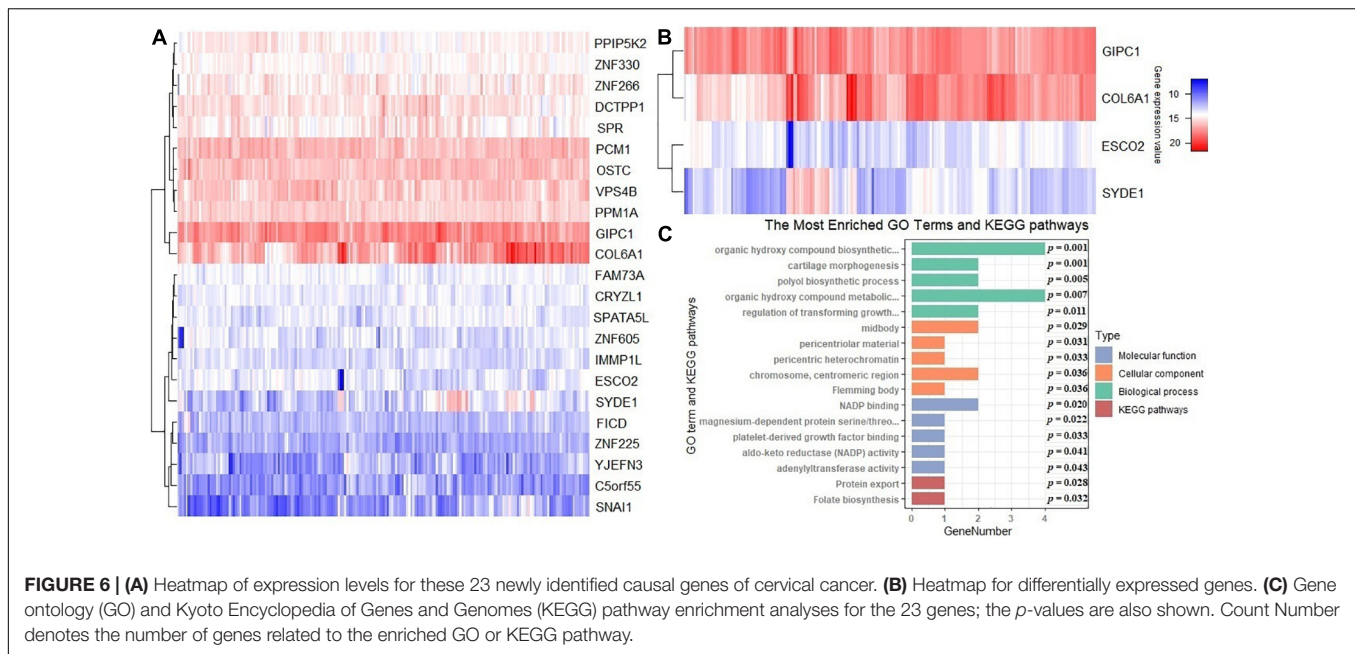 A
PPIP5K2
ZNF330
ZNF266
DCTPP1
SPR
PCM1
OSTC
VPS4B
PPM1A
GIPC1
COL6A1
FAM73A
CRYZL1
SPATA5L
ZNF605
IMMP1L
ESCO2
SYDE1
FICD
ZNF225
YJEFN3
C5orf55
SNAI1
B
GIPC1
COL6A1
ESCO2
SYDE1
Gene expression value
10
15
20
C
The Most Enriched GO Terms and KEGG pathways
GO term and KEGG pathways
organic hydroxy compound biosynthetic... p = 0.001
cartilage morphogenesis p = 0.001
polyol biosynthetic process p = 0.005
organic hydroxy compound metabolic... p = 0.007
regulation of transforming growth... p = 0.011
midbody p = 0.029
pericentriolar material p = 0.031
pericentric heterochromatin p = 0.033
chromosome, centromeric region p = 0.036
Flemming body p = 0.036
NADP binding p = 0.020
magnesium-dependent protein serine/threo... p = 0.022
platelet-derived growth factor binding p = 0.033
aldo-keto reductase (NADP) activity p = 0.041
adenylyltransferase activity p = 0.043
Protein export p = 0.028
Folate biosynthesis p = 0.032
0 1 2 3 4
GeneNumber
Type
Molecular function
Cellular component
Biological process
KEGG pathways
FIGURE 6 | (A) Heatmap of expression levels for these 23 newly identified causal genes of cervical cancer. (B) Heatmap for differentially expressed genes. (C) Gene
ontology (GO) and Kyoto Encyclopedia of Genes and Genomes (KEGG) pathway enrichment analyses for the 23 genes; the p-values are also shown. Count Number
denotes the number of genes related to the enriched GO or KEGG pathway.